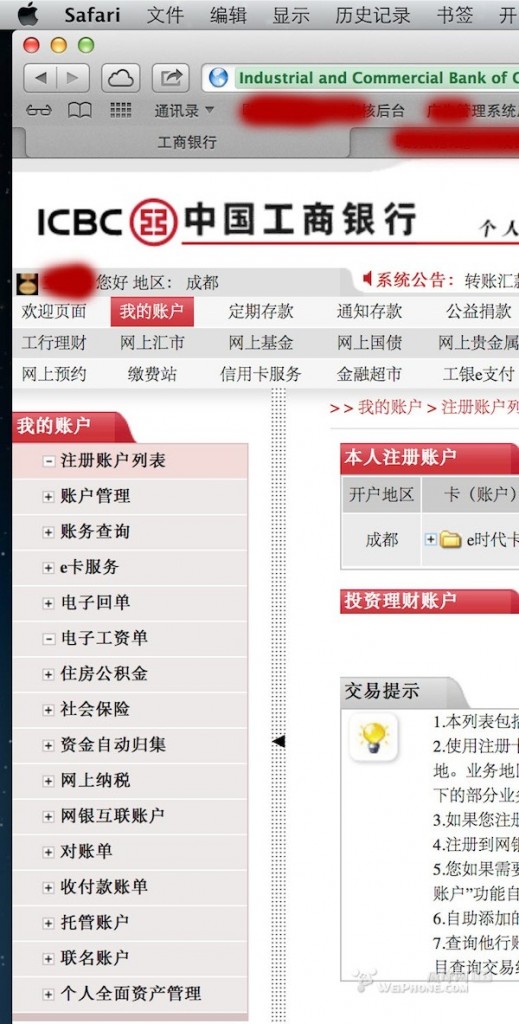 Safari 文件 编辑 显示 历史记录 书签 开
Industrial and Commercial Bank of C
通讯录 核后台 管理系统
工商银行
ICBC 中国工商银行 个人
您好 地区: 成都 系统公告: 转账汇款
欢迎页面 我的账户 定期存款 通知存款 公益捐款
工行理财 网上汇市 网上基金 网上国债 网上贵金属
网上预约 缴费站 信用卡服务 金融超市 工银e支付
>> 我的账户 > 注册账户列
我的账户
注册账户列表
账户管理
账务查询
e卡服务
电子回单
电子工资单
住房公积金
社会保险
资金自动归集
网上纳税
网银互联账户
对账单
收付款账单
托管账户
联名账户
个人全面资产管理
本人注册账户
开户地区 卡(账户)
成都 e时代卡
投资理财账户
交易提示
1.本列表包括
2.使用注册卡
地。业务地区
下的部分业务
3.如果您注册
4.注册到网银
5.您如果需要
账户”功能自
6.自助添加的
7.查询他行账
目查询交易结
WEIPHONE.COM